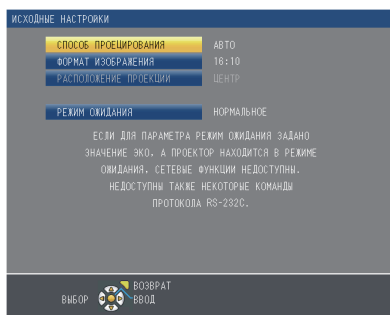 ИСХОДНЫЕ НАСТРОЙКИ
СПОСОБ ПРОЕЦИРОВАНИЯ АВТО
ФОРМАТ ИЗОБРАЖЕНИЯ 16:10
РАСПОЛОЖЕНИЕ ПРОЕКЦИИ ЦЕНТР
РЕЖИМ ОЖИДАНИЯ НОРМАЛЬНОЕ
ЕСЛИ ДЛЯ ПАРАМЕТРА РЕЖИМ ОЖИДАНИЯ ЗАДАНО
ЗНАЧЕНИЕ ЭКО, А ПРОЕКТОР НАХОДИТСЯ В РЕЖИМЕ
ОЖИДАНИЯ, СЕТЕВЫЕ ФУНКЦИИ НЕДОСТУПНЫ.
НЕДОСТУПНЫ ТАКЖЕ НЕКОТОРЫЕ КОМАНДЫ
ПРОТОКОЛА RS-232C.
ВОЗВРАТ
ВЫБОР ВВОД